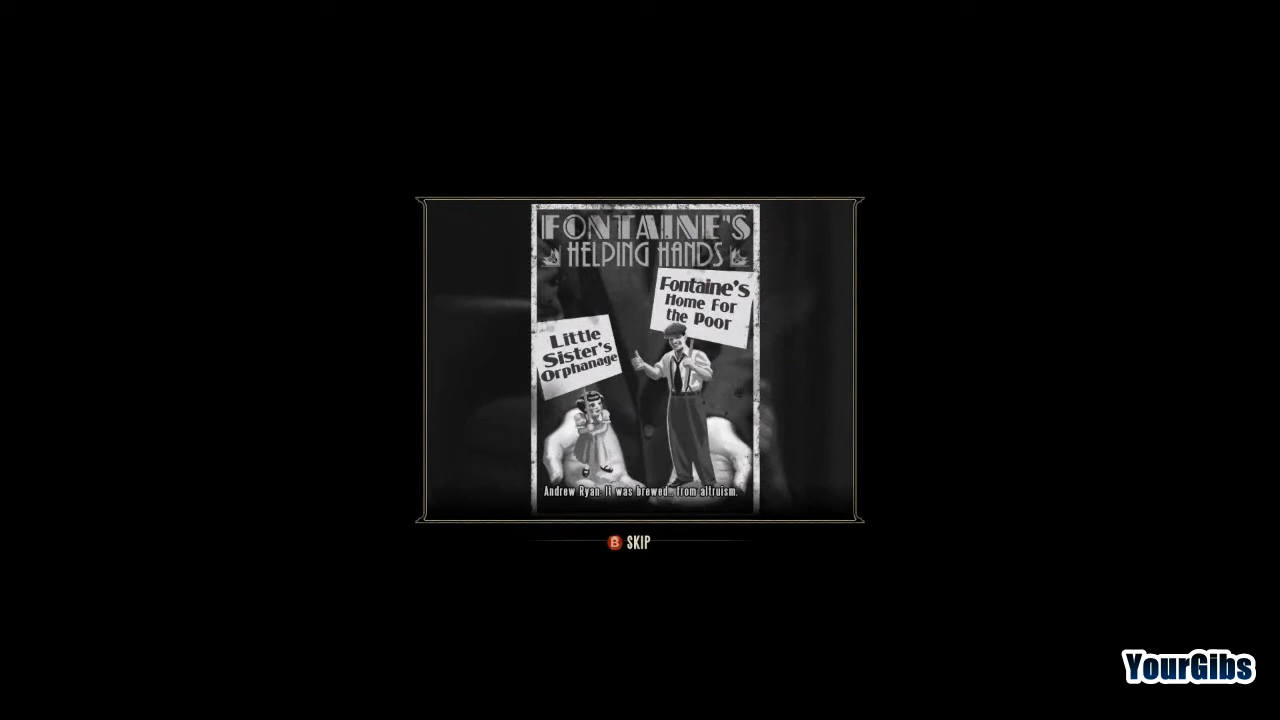 FONTAINE'S
HELPING HANDS
Fontaine's
Home For
the Poor
Little
Sister's
Orphanage
Andrew Ryan. It was brewed...from altruism.
B SKIP
YourGibs